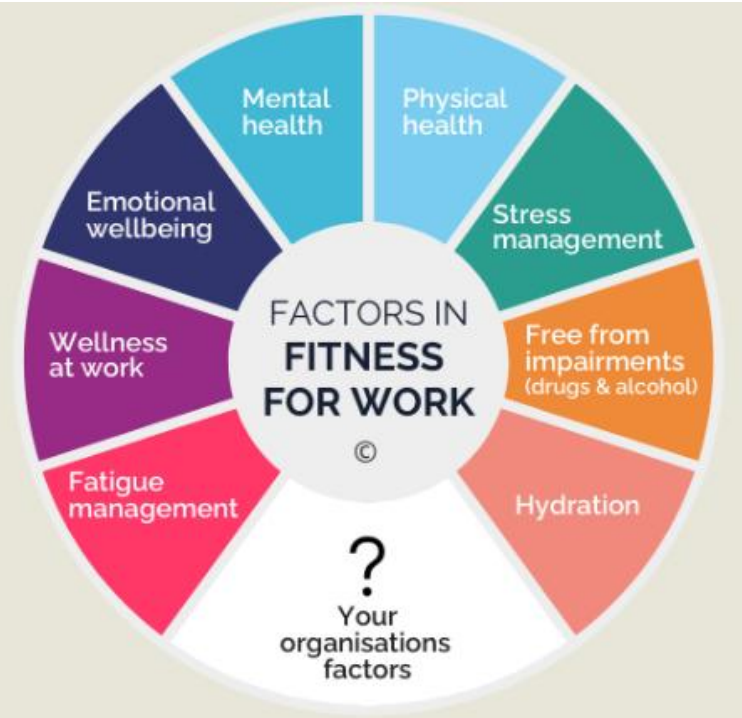 FACTORS IN
FITNESS
FOR WORK
©
Mental
health
Physical
health
Stress
management
Free from
impairments
(drugs & alcohol)
Hydration
?
Your
organisations
factors
Fatigue
management
Wellness
at work
Emotional
wellbeing